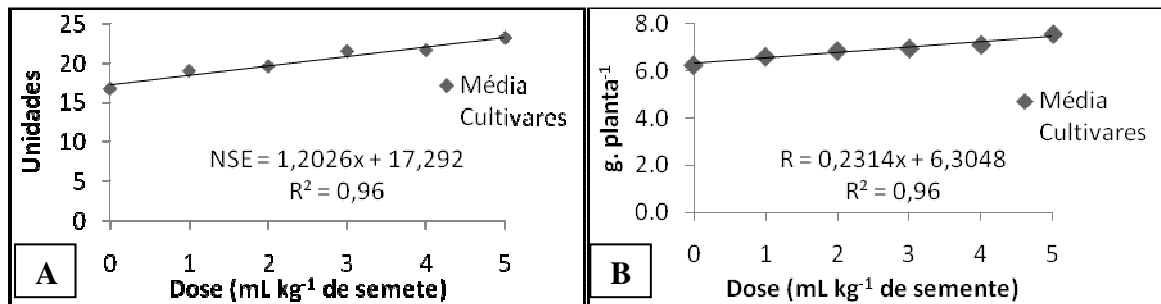 25
20
15
10
5
0
Unidades
Média
Cultivares
NSE = 1,2026x + 17,292
R² = 0,96
0 1 2 3 4 5
Dose (mL kg⁻¹ de semete)
A
8.0
6.0
4.0
2.0
0.0
g. planta⁻¹
Média
Cultivares
R = 0,2314x + 6,3048
R² = 0,96
0 1 2 3 4 5
Dose (mL kg⁻¹ de semente)
B